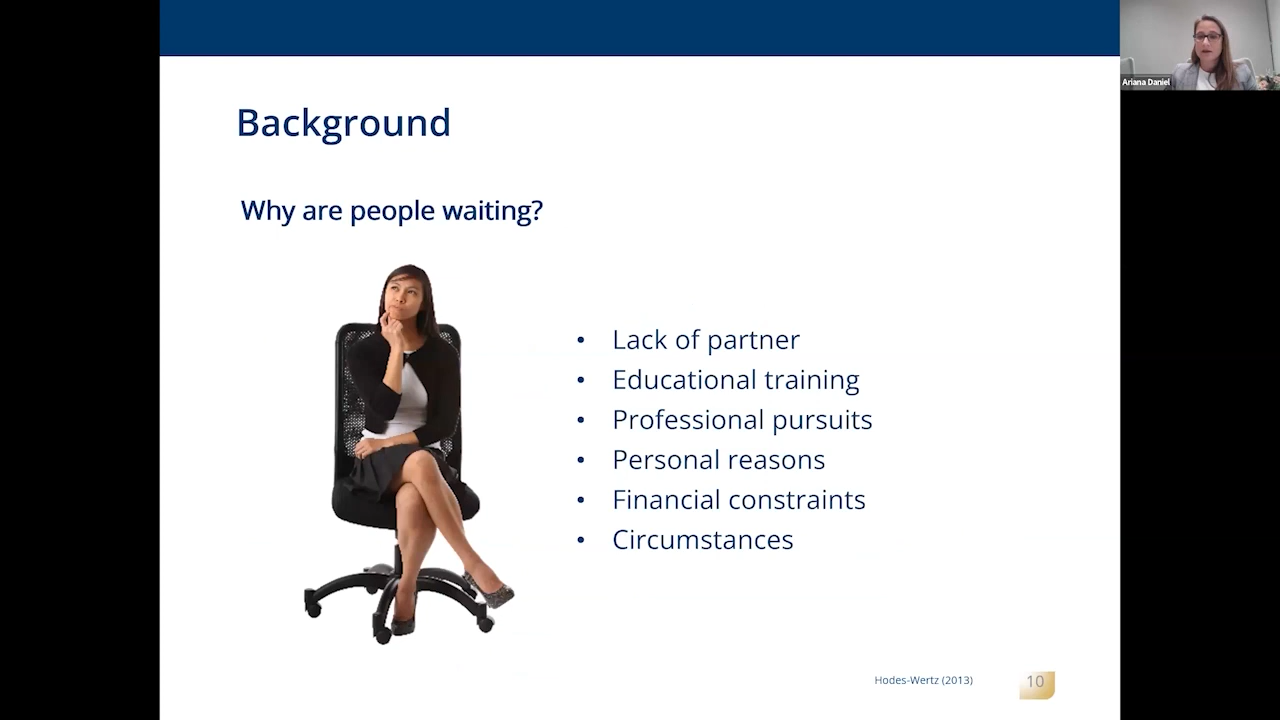 Background
Ariana Daniel
Why are people waiting?
• Lack of partner
• Educational training
• Professional pursuits
• Personal reasons
• Financial constraints
• Circumstances
Hodes-Wertz (2013)
10